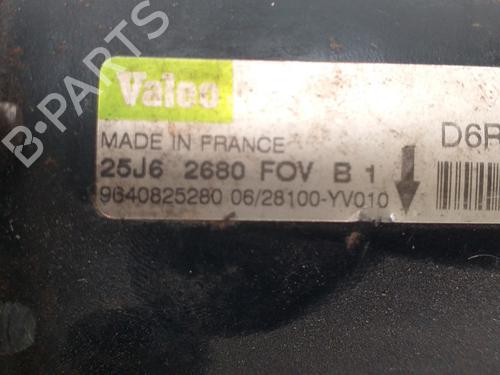 Valeo
D6R
MADE IN FRANCE
25J6 2680 FOV B 1
9640825280 06/28100-YV010
B-PARTS